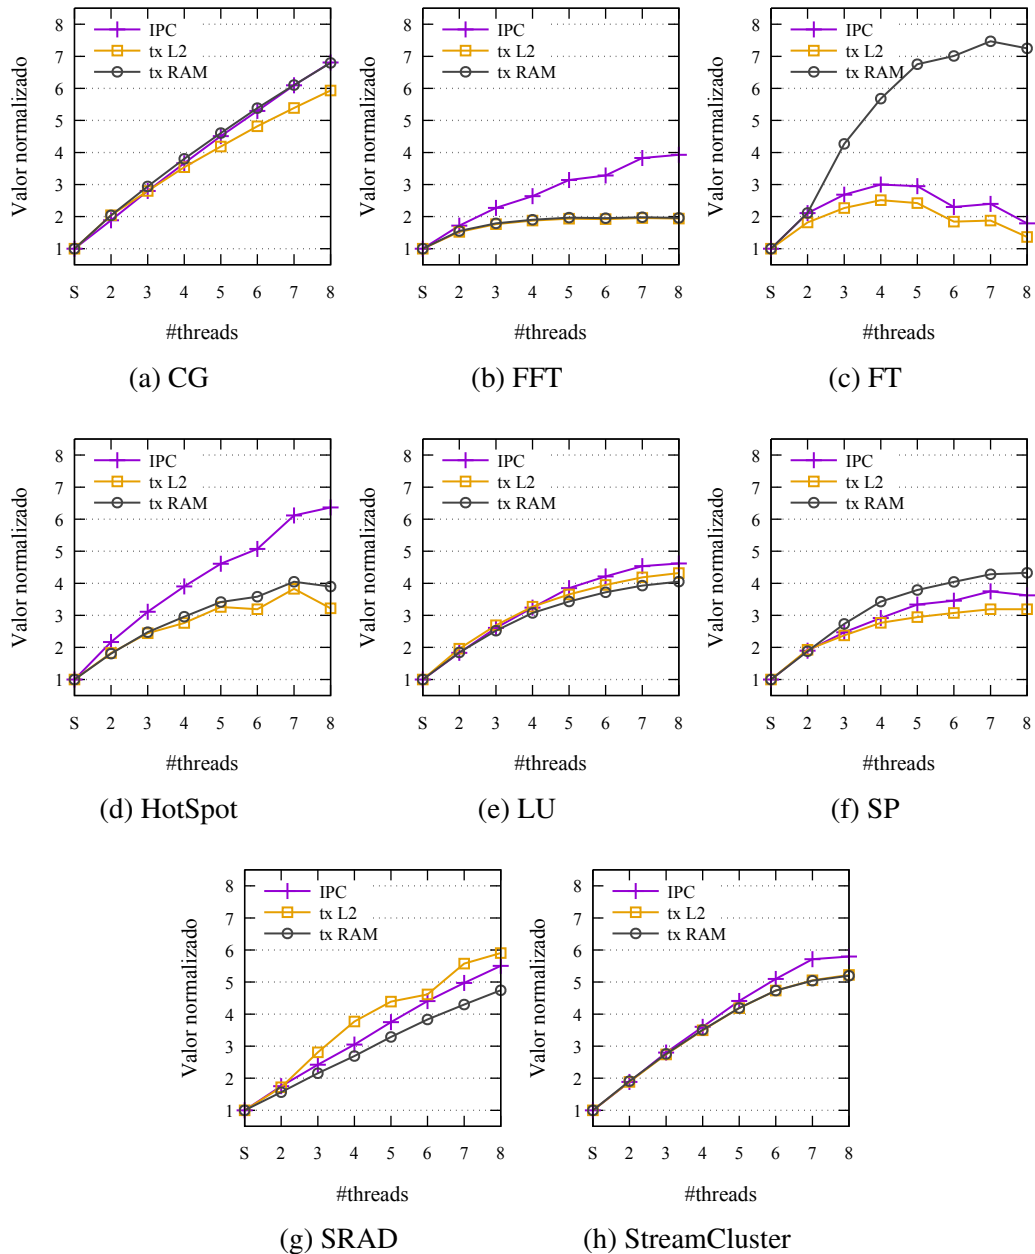 IPC
tx L2
tx RAM
Valor normalizado
8
7
6
5
4
3
2
1
S 2 3 4 5 6 7 8
#threads
(a) CG
IPC
tx L2
tx RAM
Valor normalizado
8
7
6
5
4
3
2
1
S 2 3 4 5 6 7 8
#threads
(b) FFT
IPC
tx L2
tx RAM
Valor normalizado
8
7
6
5
4
3
2
1
S 2 3 4 5 6 7 8
#threads
(c) FT
IPC
tx L2
tx RAM
Valor normalizado
8
7
6
5
4
3
2
1
S 2 3 4 5 6 7 8
#threads
(d) HotSpot
IPC
tx L2
tx RAM
Valor normalizado
8
7
6
5
4
3
2
1
S 2 3 4 5 6 7 8
#threads
(e) LU
IPC
tx L2
tx RAM
Valor normalizado
8
7
6
5
4
3
2
1
S 2 3 4 5 6 7 8
#threads
(f) SP
IPC
tx L2
tx RAM
Valor normalizado
8
7
6
5
4
3
2
1
S 2 3 4 5 6 7 8
#threads
(g) SRAD
IPC
tx L2
tx RAM
Valor normalizado
8
7
6
5
4
3
2
1
S 2 3 4 5 6 7 8
#threads
(h) StreamCluster